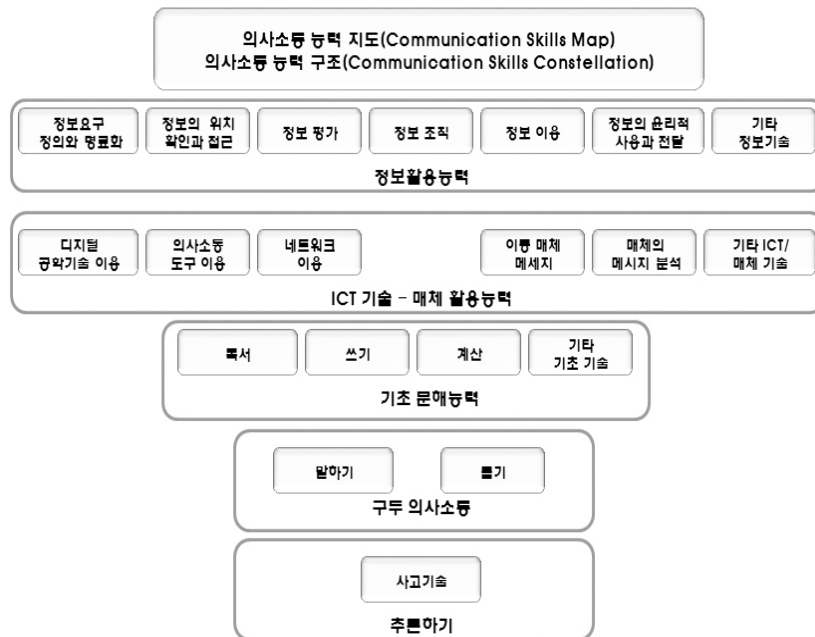 의사소통 능력 지도(Communication Skills Map)
의사소통 능력 구조(Communication Skills Constellation)
정보요구
정의와 명료화
정보의 위치
확인과 접근
정보 평가
정보 조직
정보 이용
정보의 윤리적
사용과 전달
기타
정보기술
정보활용능력
디지털
공학기술 이용
의사소통
도구 이용
네트워크
이용
이동 매체
메세지
매체의
메시지 분석
기타 ICT/
매체 기술
ICT 기술 – 매체 활용능력
독서
쓰기
계산
기타
기초 기술
기초 문해능력
말하기
듣기
구두 의사소통
사고기술
추론하기